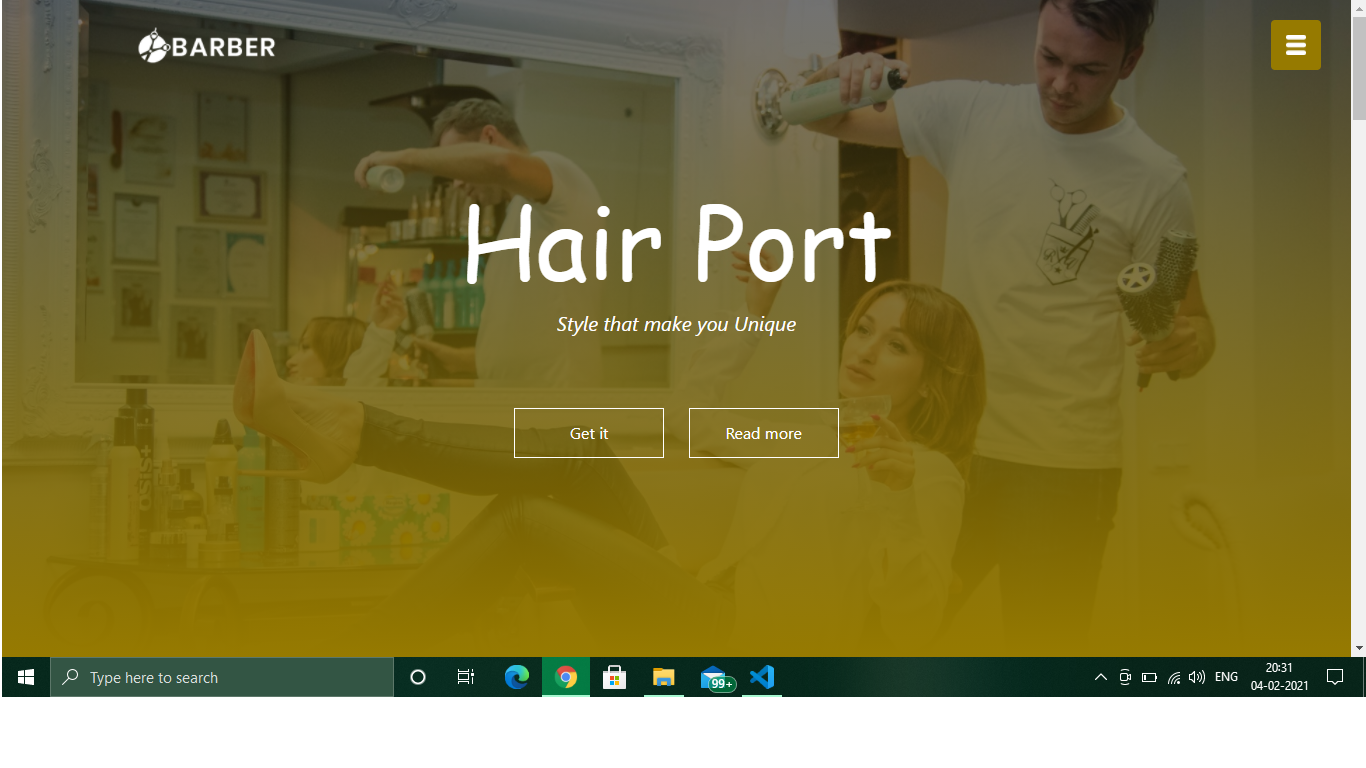 BARBER
Hair Port
Style that make you Unique
Get it
Read more
OSiS+
Type here to search
99+
ENG
20:31
04-02-2021